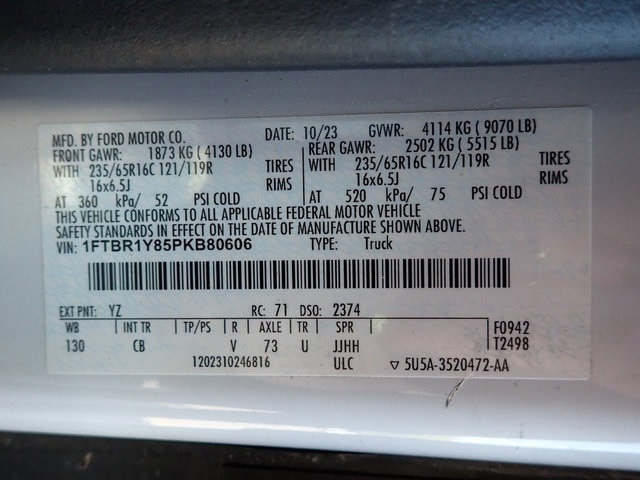 MFD. BY FORD MOTOR CO. DATE: 10/23 GVWR: 4114 KG ( 9070 LB)
FRONT GAWR: 1873 KG ( 4130 LB) REAR GAWR: 2502 KG ( 5515 LB)
WITH 235/65R16C 121/119R TIRES WITH 235/65R16C 121/119R TIRES
16x6.5J RIMS 16x6.5J RIMS
AT 360 kPa/ 52 PSI COLD AT 520 kPa/ 75 PSI COLD
THIS VEHICLE CONFORMS TO ALL APPLICABLE FEDERAL MOTOR VEHICLE
SAFETY STANDARDS IN EFFECT ON THE DATE OF MANUFACTURE SHOWN ABOVE.
VIN: 1FTBR1Y85PKB80606 TYPE: Truck
EXT PNT: YZ RC: 71 DSO: 2374
WB INT TR TP/PS R AXLE TR SPR F0942
130 CB V 73 U JJHH T2498
1202310246816 ULC ▽ 5U5A-3520472-AA